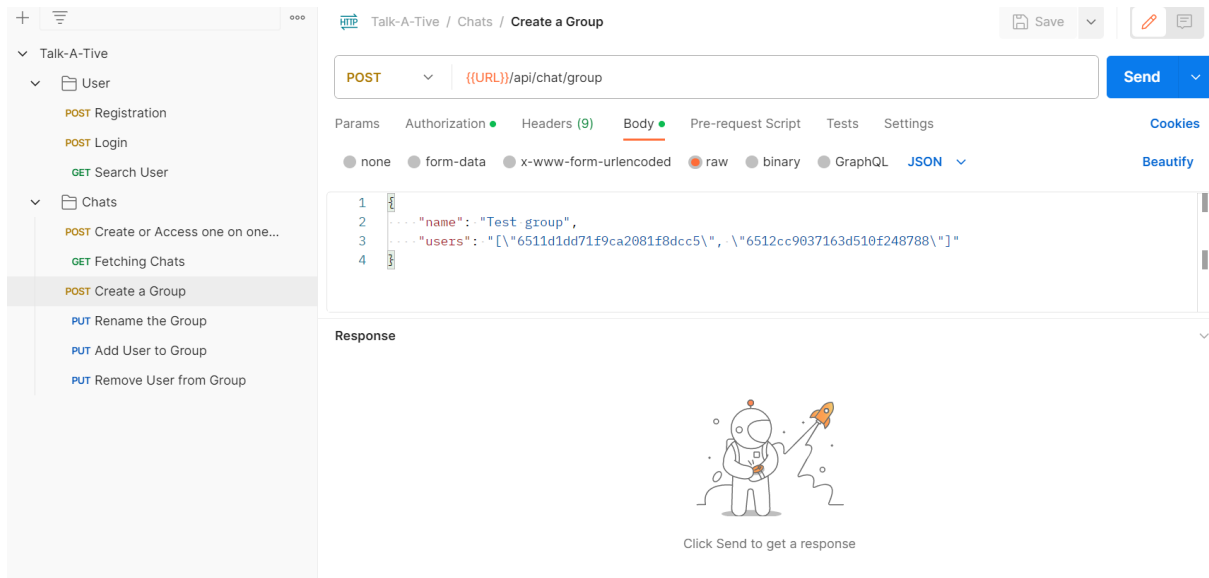 Talk-A-Tive
User
POST Registration
POST Login
GET Search User
Chats
POST Create or Access one on one...
GET Fetching Chats
POST Create a Group
PUT Rename the Group
PUT Add User to Group
PUT Remove User from Group
HTTP Talk-A-Tive / Chats / Create a Group
Save
POST {{URL}}/api/chat/group
Send
Params Authorization Headers (9) Body Pre-request Script Tests Settings Cookies
none form-data x-www-form-urlencoded raw binary GraphQL JSON Beautify
1 {
2 "name": "Test group",
3 "users": "[\"6511d1dd71f9ca2081f8dcc5\", \"6512cc9037163d510f248788\"]"
4 }
Response
Click Send to get a response